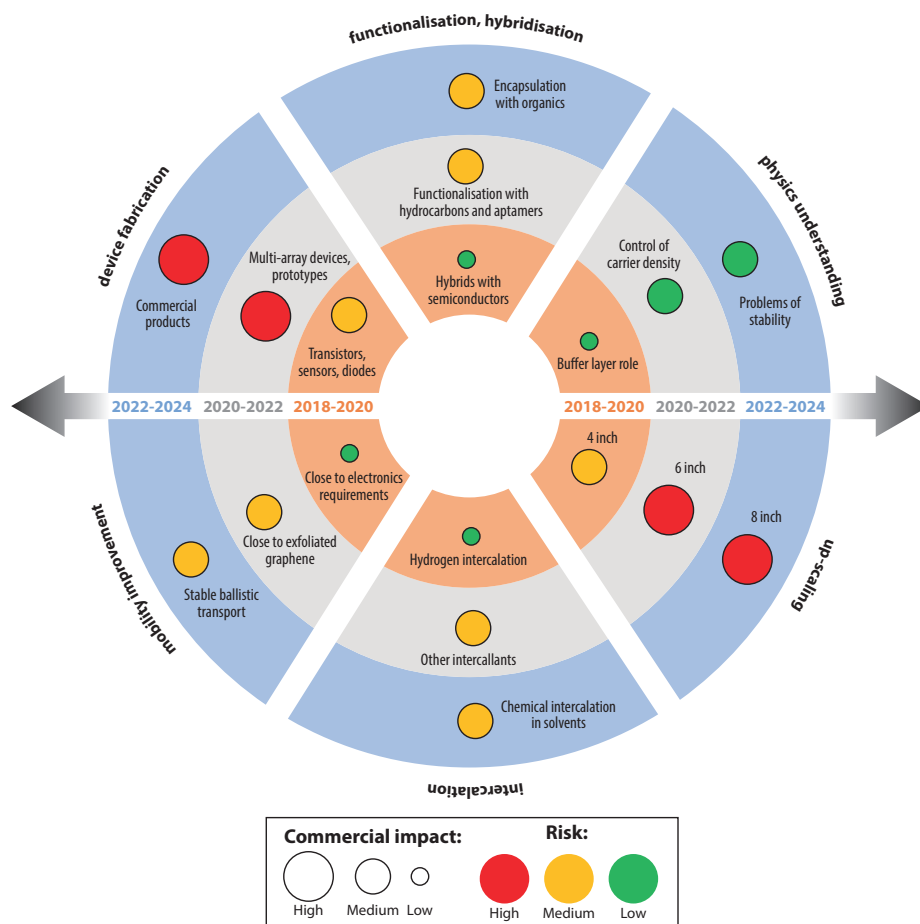 functionalisation, hybridisation
Encapsulation
with organics
Functionalisation with
hydrocarbons and aptamers
Hybrids with
semiconductors
device fabrication
Commercial
products
Multi-array devices,
prototypes
Transistors,
sensors, diodes
physics understanding
Control of
carrier density
Problems of
stability
Buffer layer role
2022-2024 2020-2022 2018-2020
2018-2020 2020-2022 2022-2024
mobility improvement
Close to electronics
requirements
Close to exfoliated
graphene
Stable ballistic
transport
4 inch
6 inch
8 inch
up-scaling
Hydrogen intercalation
Other intercallants
Chemical intercalation
in solvents
intercalation
Commercial impact:
High Medium Low
Risk:
High Medium Low